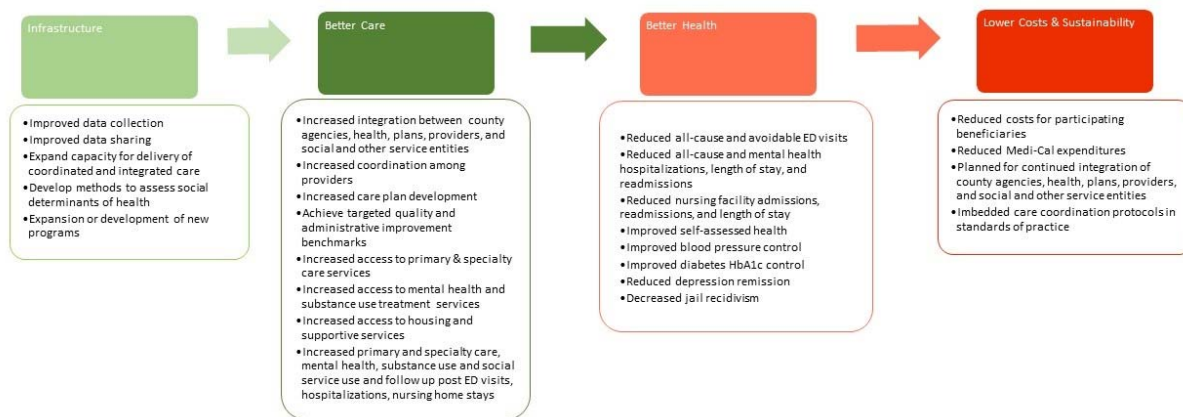 Infrastructure
•Improved data collection
•Improved data sharing
•Expand capacity for delivery of
coordinated and integrated care
•Develop methods to assess social
determinants of health
•Expansion or development of new
programs
Better Care
•Increased integration between county
agencies, health, plans, providers, and
social and other service entities
•Increased coordination among
providers
•Increased care plan development
•Achieve targeted quality and
administrative improvement
benchmarks
•Increased access to primary & specialty
care services
•Increased access to mental health and
substance use treatment services
•Increased access to housing and
supportive services
•Increased primary and specialty care,
mental health, substance use and social
service use and follow up post ED visits,
hospitalizations, nursing home stays
Better Health
•Reduced all-cause and avoidable ED visits
•Reduced all-cause and mental health
hospitalizations, length of stay, and
readmissions
•Reduced nursing facility admissions,
readmissions, and length of stay
•Improved self-assessed health
•Improved blood pressure control
•Improved diabetes HbA1c control
•Reduced depression remission
•Decreased jail recidivism
Lower Costs & Sustainability
•Reduced costs for participating
beneficiaries
•Reduced Medi-Cal expenditures
•Planned for continued integration of
county agencies, health, plans, providers,
and social and other service entities
•Imbedded care coordination protocols in
standards of practice